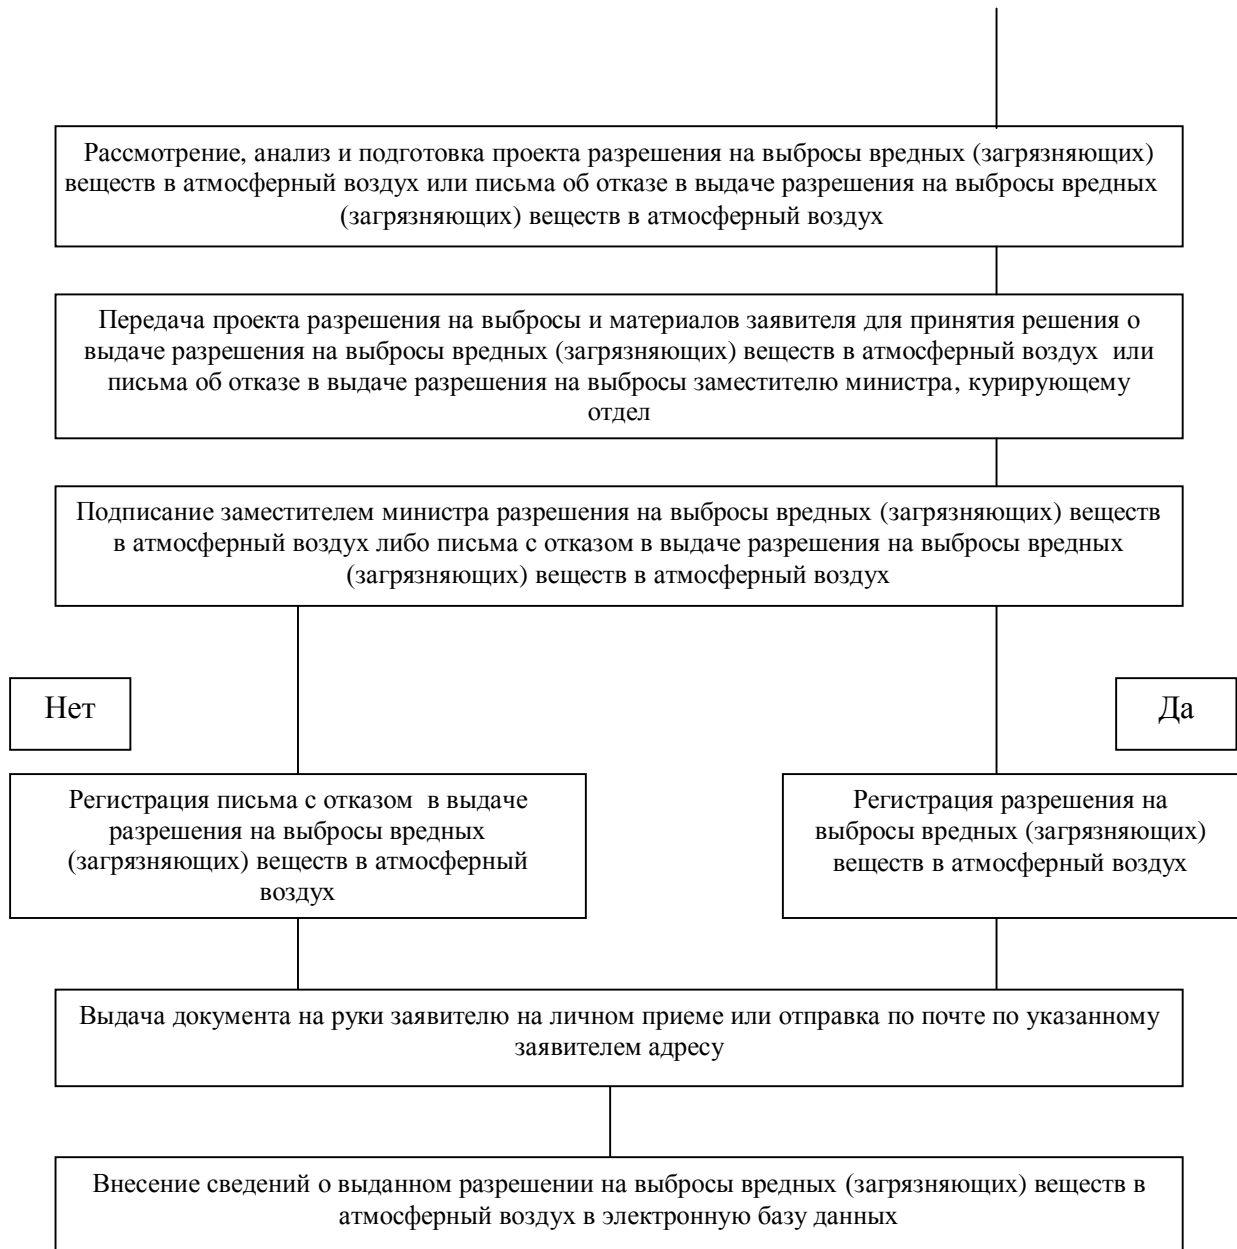 Рассмотрение, анализ и подготовка проекта разрешения на выбросы вредных (загрязняющих)
веществ в атмосферный воздух или письма об отказе в выдаче разрешения на выбросы вредных
(загрязняющих) веществ в атмосферный воздух
Передача проекта разрешения на выбросы и материалов заявителя для принятия решения о
выдаче разрешения на выбросы вредных (загрязняющих) веществ в атмосферный воздух или
письма об отказе в выдаче разрешения на выбросы заместителю министра, курирующему
отдел
Подписание заместителем министра разрешения на выбросы вредных (загрязняющих) веществ
в атмосферный воздух либо письма с отказом в выдаче разрешения на выбросы вредных
(загрязняющих) веществ в атмосферный воздух
Нет
Да
Регистрация письма с отказом в выдаче
разрешения на выбросы вредных
(загрязняющих) веществ в атмосферный
воздух
Регистрация разрешения на
выбросы вредных (загрязняющих)
веществ в атмосферный воздух
Выдача документа на руки заявителю на личном приеме или отправка по почте по указанному
заявителем адресу
Внесение сведений о выданном разрешении на выбросы вредных (загрязняющих) веществ в
атмосферный воздух в электронную базу данных